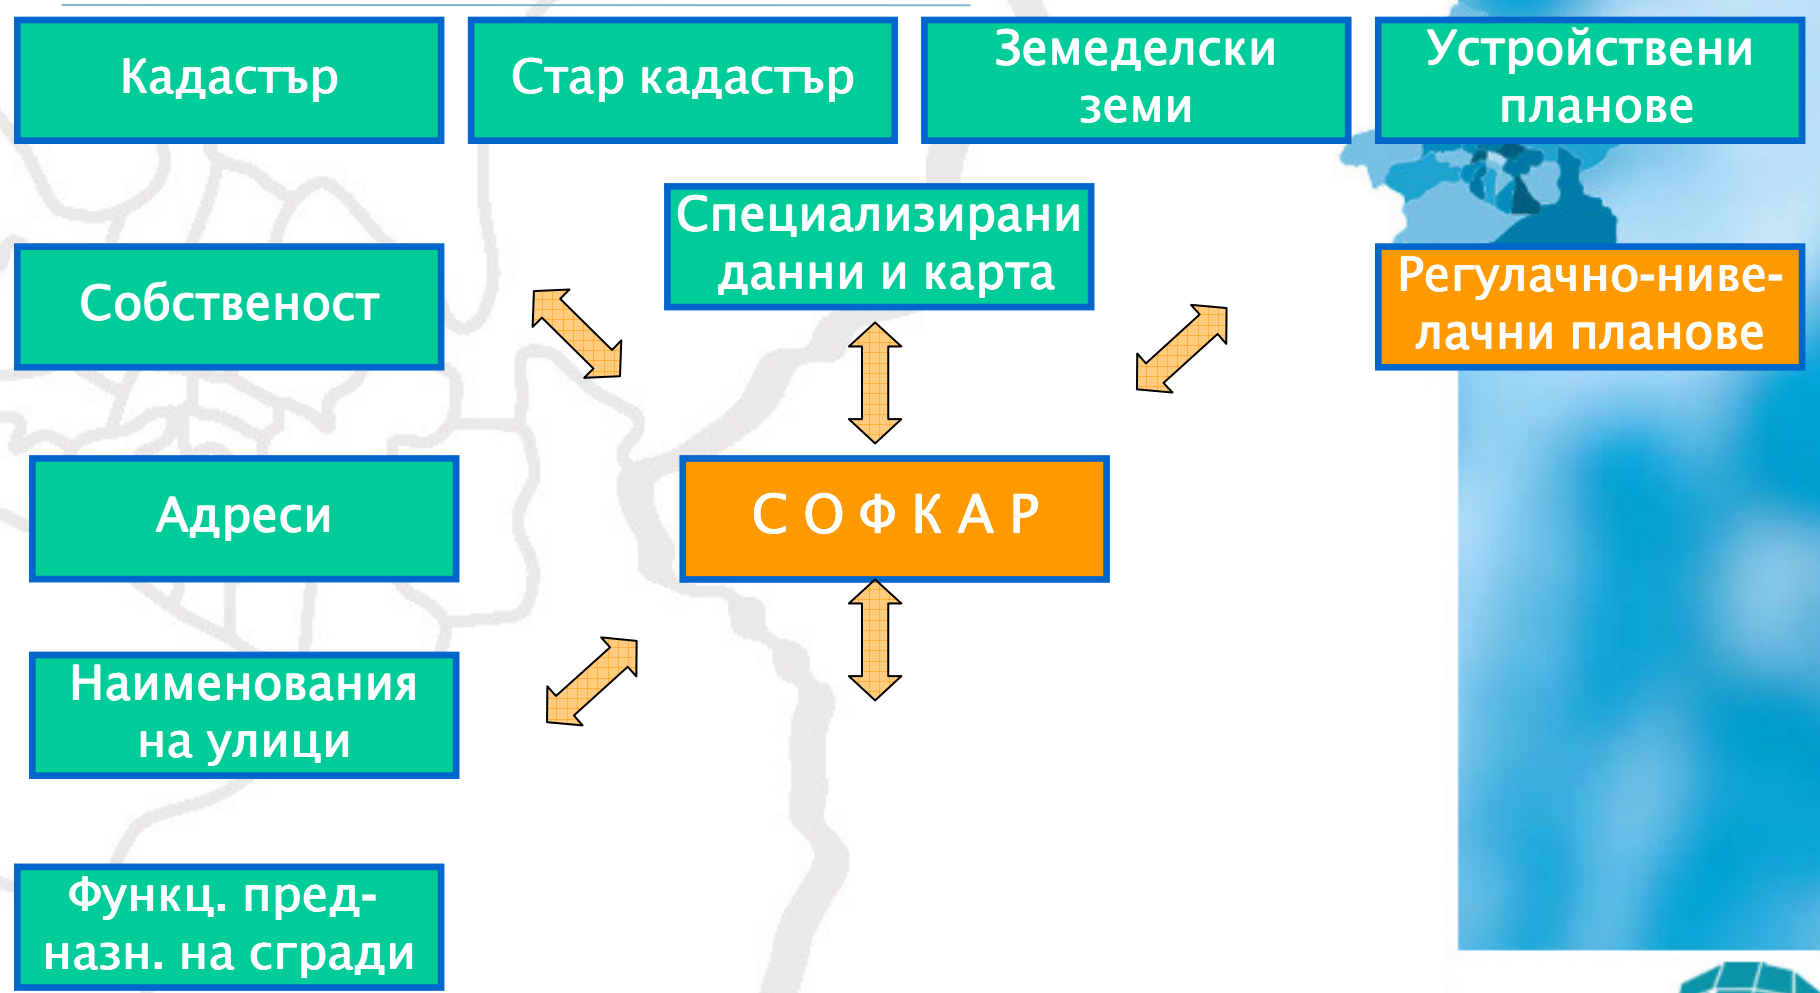 Кадастър
Стар кадастър
Земеделски
земи
Устройствени
планове
Специализирани
данни и карта
Собственост
Регулачно-ниве-
лачни планове
Адреси
С О Ф К А Р
Наименования
на улици
Функц. пред-
назн. на сгради